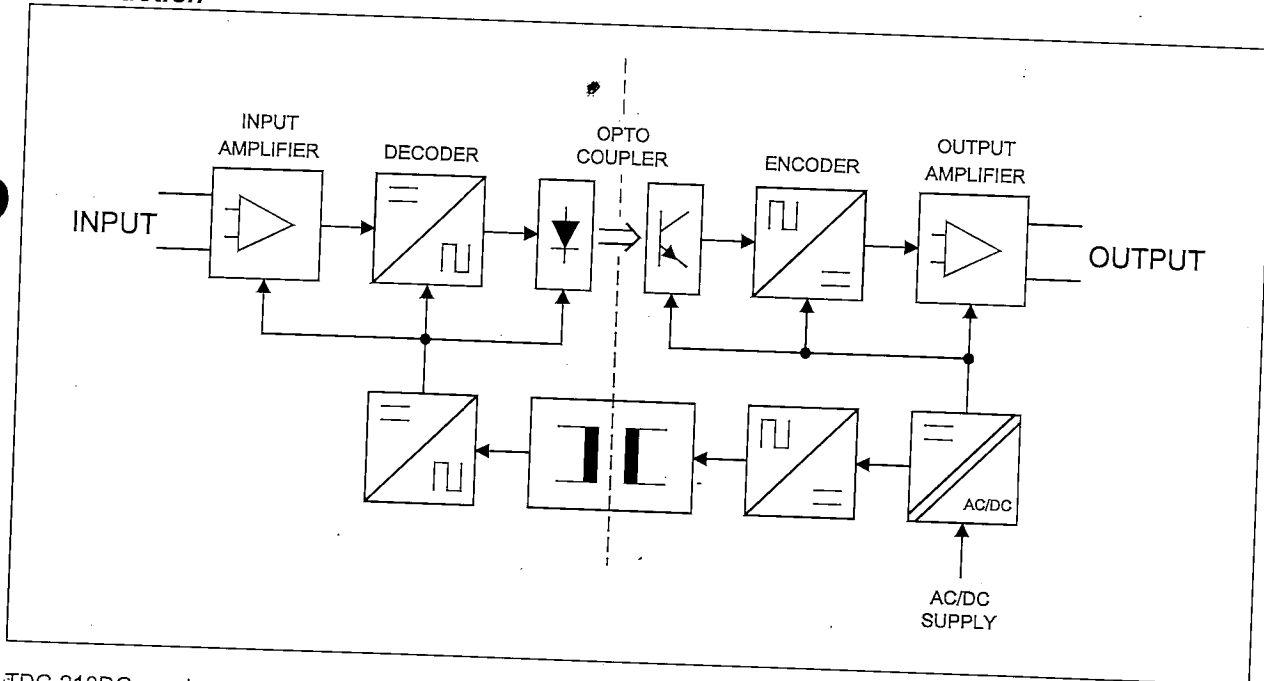 INPUT
AMPLIFIER
DECODER
OPTO
COUPLER
ENCODER
OUTPUT
AMPLIFIER
INPUT
OUTPUT
AC/DC
AC/DC
SUPPLY